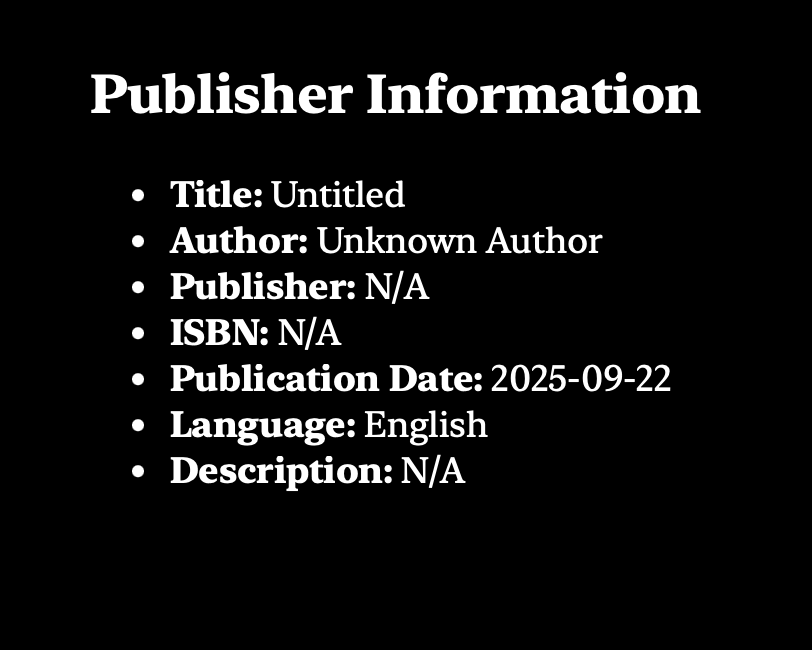 Publisher Information
• Title: Untitled
• Author: Unknown Author
• Publisher: N/A
• ISBN: N/A
• Publication Date: 2025-09-22
• Language: English
• Description: N/A